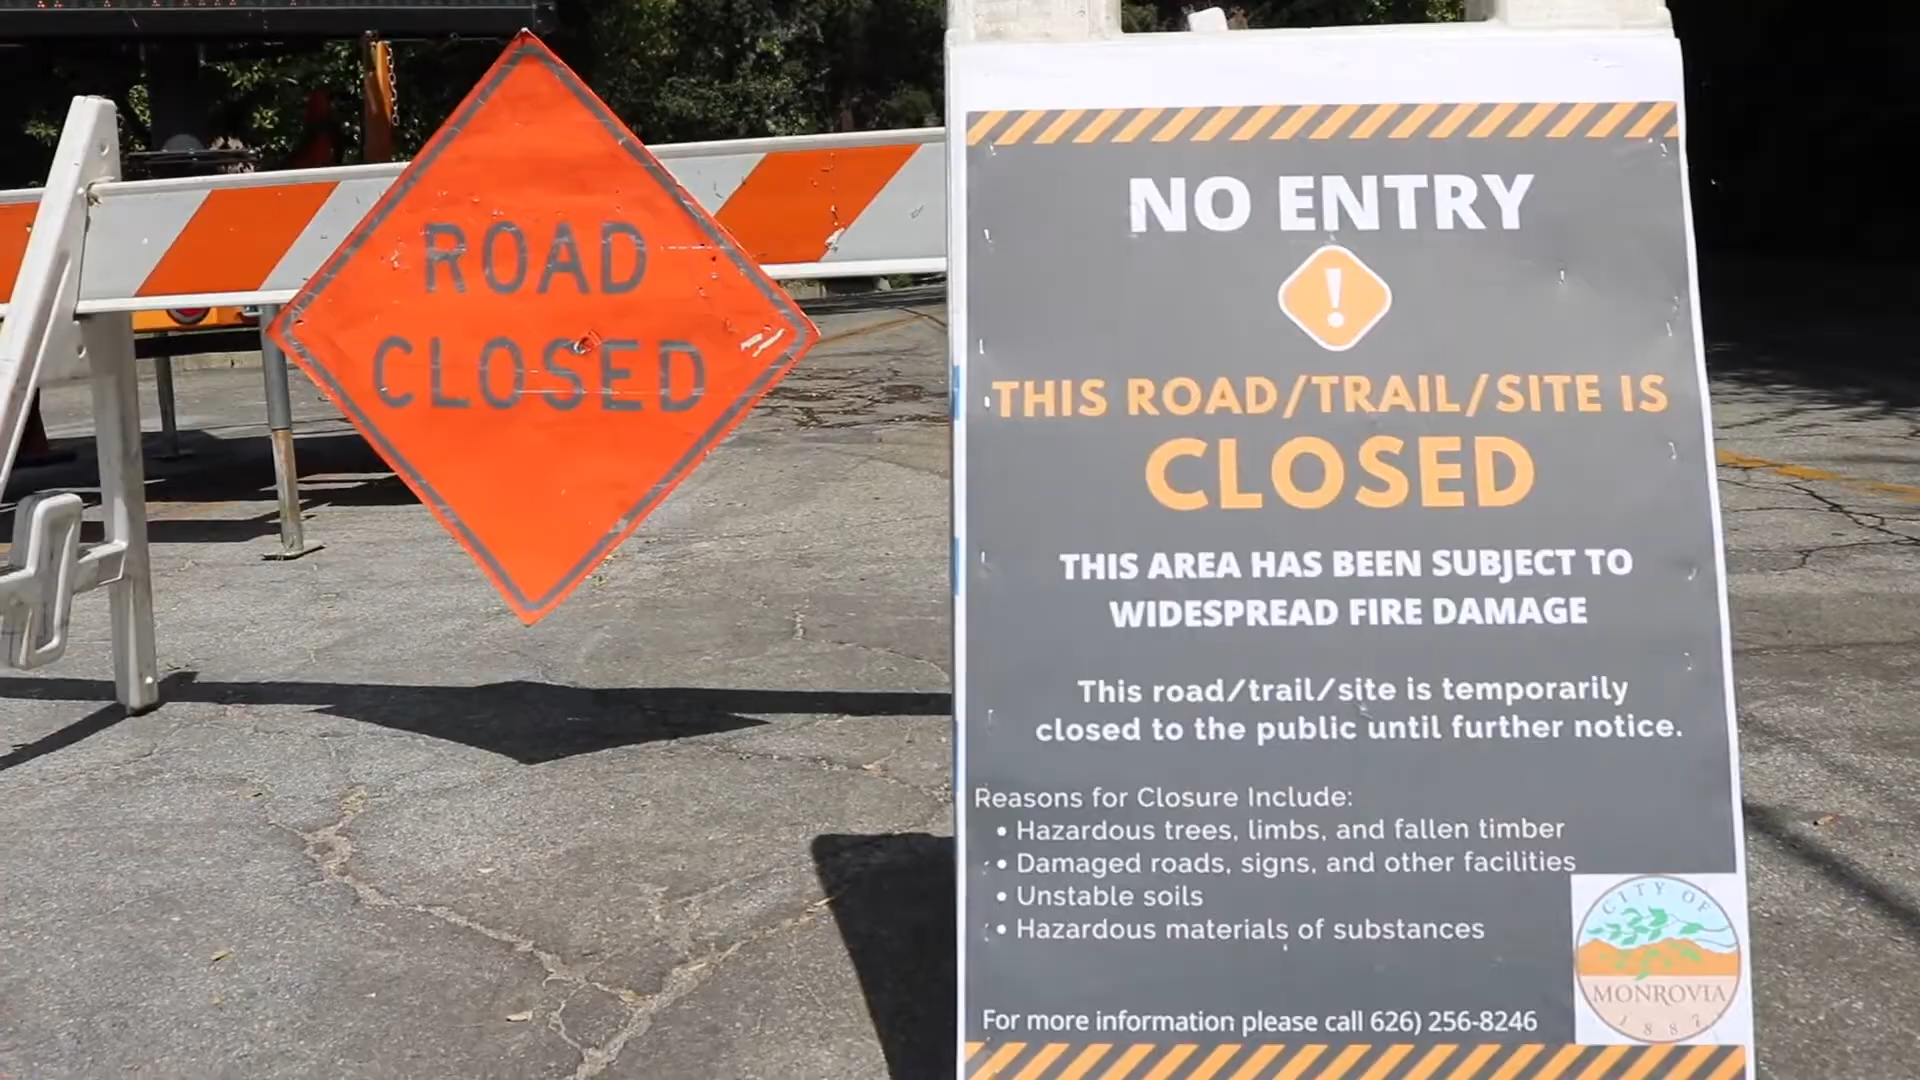 ROAD
CLOSED
NO ENTRY
!
THIS ROAD/TRAIL/SITE IS
CLOSED
THIS AREA HAS BEEN SUBJECT TO
WIDESPREAD FIRE DAMAGE
This road/trail/site is temporarily
closed to the public until further notice.
Reasons for Closure Include:
• Hazardous trees, limbs, and fallen timber
• Damaged roads, signs, and other facilities
• Unstable soils
• Hazardous materials of substances
For more information please call 626) 256-8246
CITY OF
MONROVIA
1887